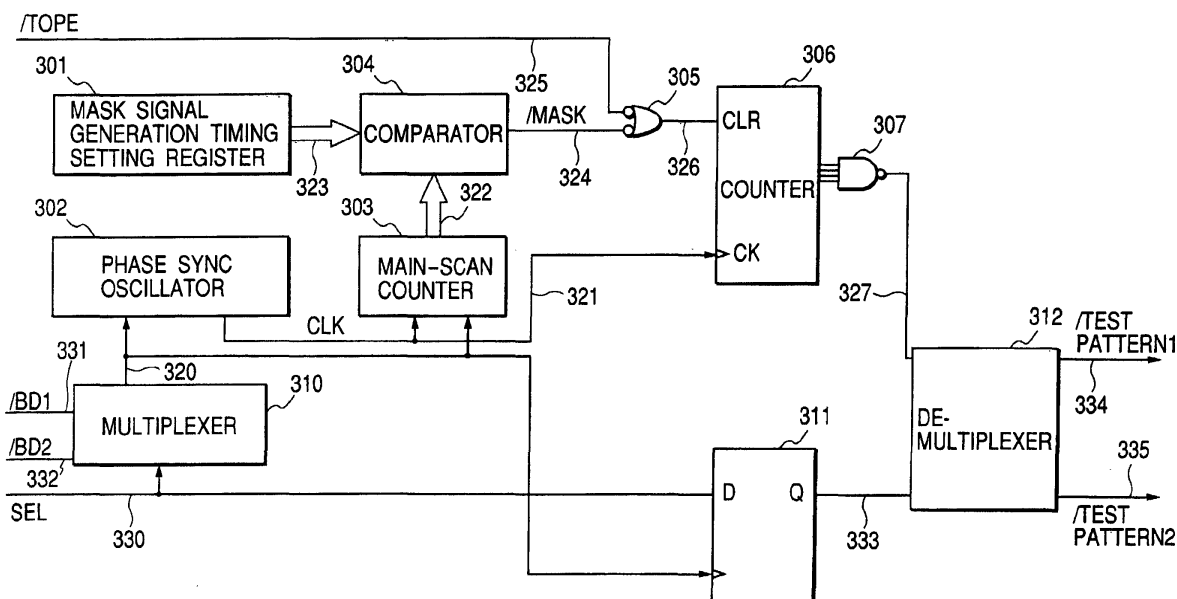 /TOPE
325
301
MASK SIGNAL
GENERATION TIMING
SETTING REGISTER
323
304
COMPARATOR
/MASK
324
305
326
306
CLR
COUNTER
CK
307
327
302
PHASE SYNC
OSCILLATOR
303
322
MAIN-SCAN
COUNTER
CLK
321
320
331
/BD1
/BD2
332
310
MULTIPLEXER
SEL
330
311
D Q
333
312
DE-
MULTIPLEXER
/TEST
PATTERN1
334
335
/TEST
PATTERN2